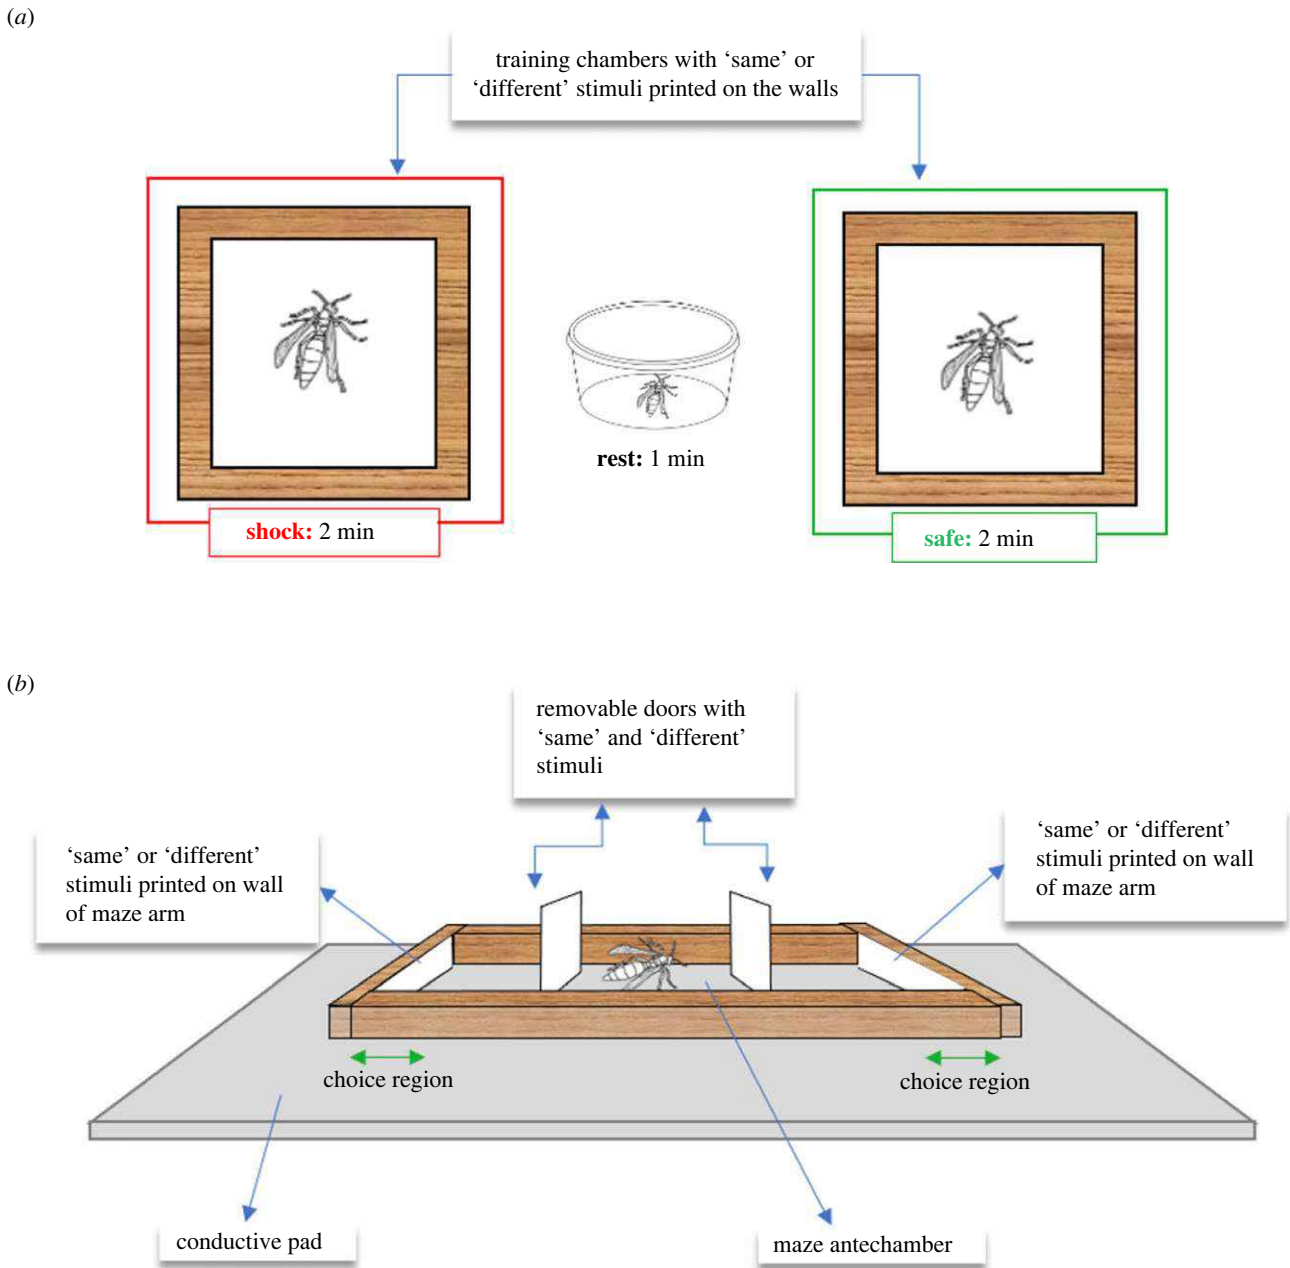 (a)
training chambers with ‘same’ or
‘different’ stimuli printed on the walls
rest: 1 min
shock: 2 min
safe: 2 min
(b)
removable doors with
‘same’ and ‘different’
stimuli
‘same’ or ‘different’
stimuli printed on wall
of maze arm
‘same’ or ‘different’
stimuli printed on wall
of maze arm
choice region
choice region
conductive pad
maze antechamber